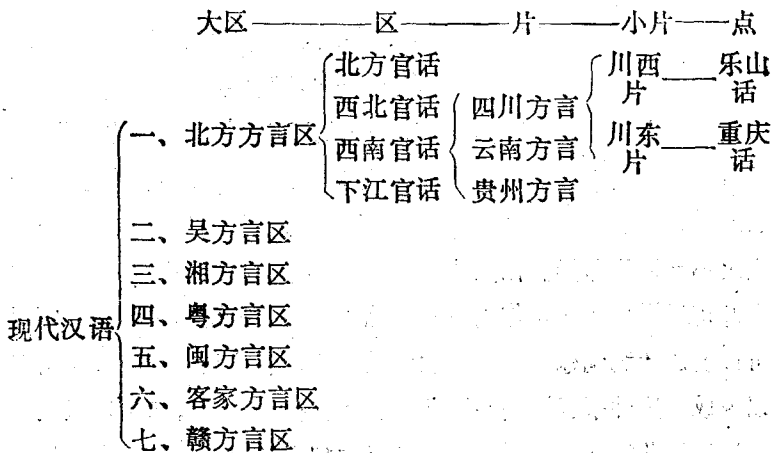 大区——区——片——小片——点
北方官话 川西片——乐山话
西北官话 四川方言
一、北方方言区 西南官话 云南方言 川东片——重庆话
下江官话 贵州方言
二、吴方言区
三、湘方言区
现代汉语 四、粤方言区
五、闽方言区
六、客家方言区
七、赣方言区